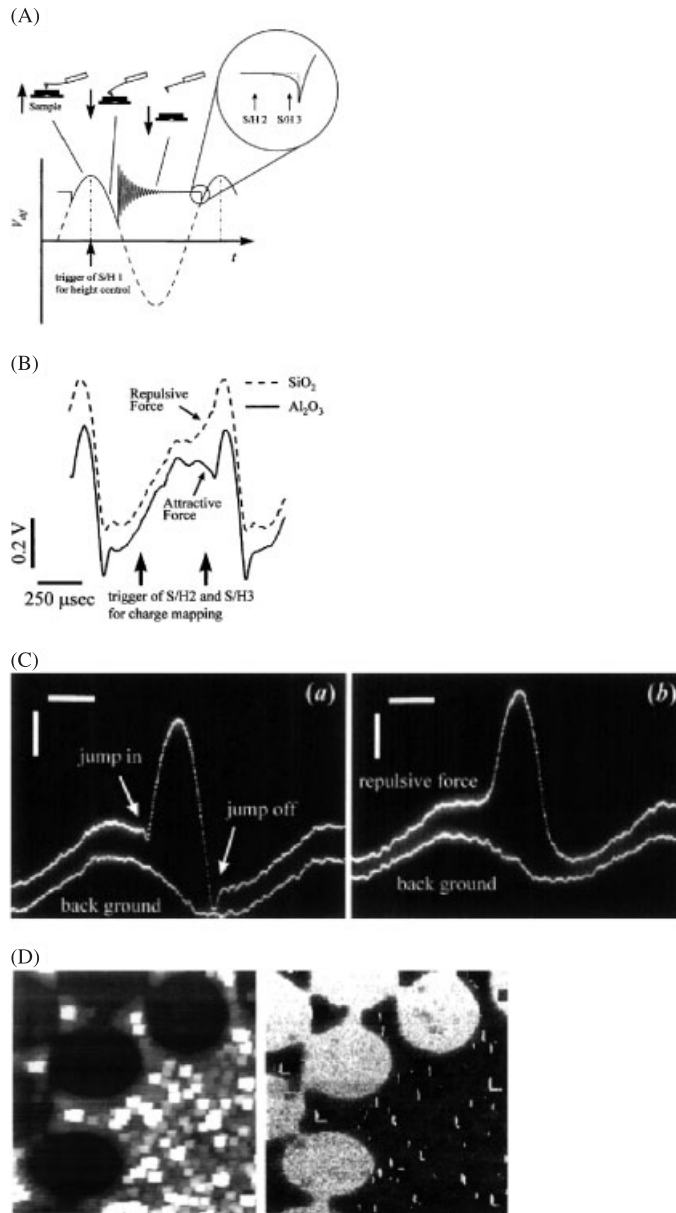 (A)
Sample
S/H 2 S/H 3
V_dif
t
trigger of S/H 1
for height control
(B)
SiO₂
Al₂O₃
Repulsive
Force
Attractive
Force
0.2 V
250 μsec
trigger of S/H2 and S/H3
for charge mapping
(C)
(a)
jump in
jump off
back ground
(b)
repulsive force
back ground
(D)